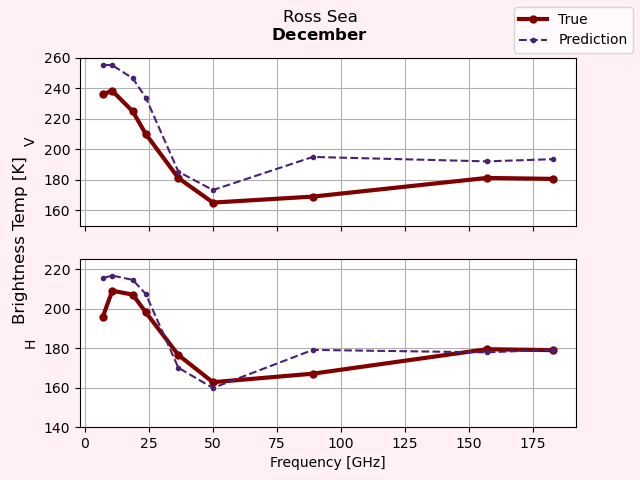 Ross Sea
December
True
Prediction
Brightness Temp [K]
V
260
240
220
200
180
160
H
220
200
180
160
140
0
25
50
75
100
125
150
175
Frequency [GHz]